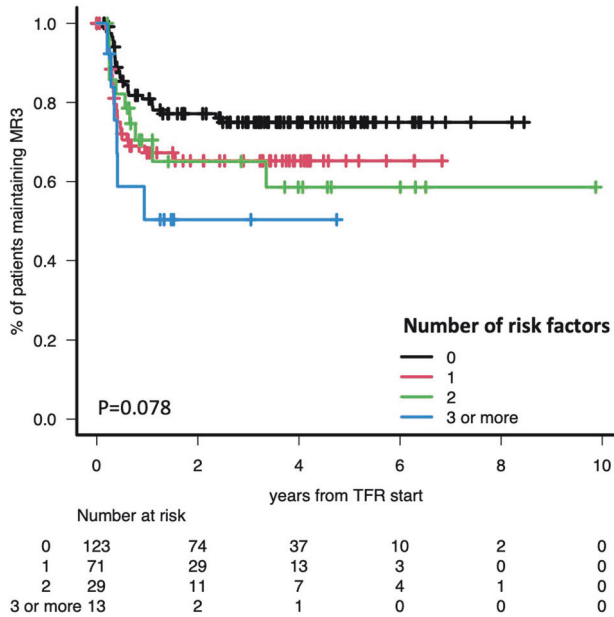 % of patients maintaining MR3
1.0
0.8
0.6
0.4
0.2
0.0
Number of risk factors
0
1
2
3 or more
P=0.078
0 2 4 6 8 10
years from TFR start
Number at risk
0 123 74 37 10 2 0
1 71 29 13 3 0 0
2 29 11 7 4 1 0
3 or more 13 2 1 0 0 0